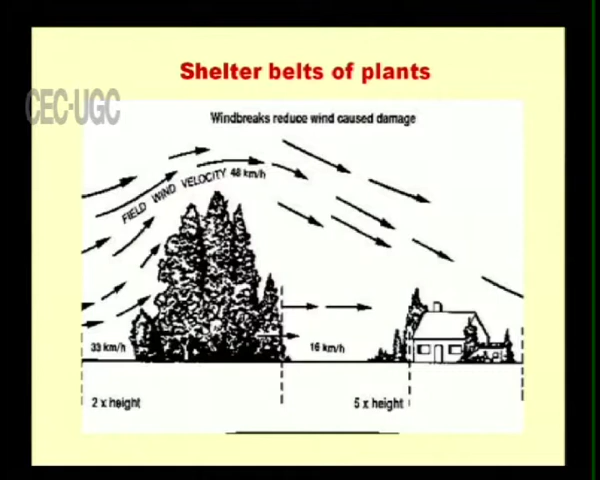 Shelter belts of plants
CEC-UGC
Windbreaks reduce wind caused damage
FIELD WIND VELOCITY 48 km/h
33 km/h
16 km/h
2 x height
5 x height